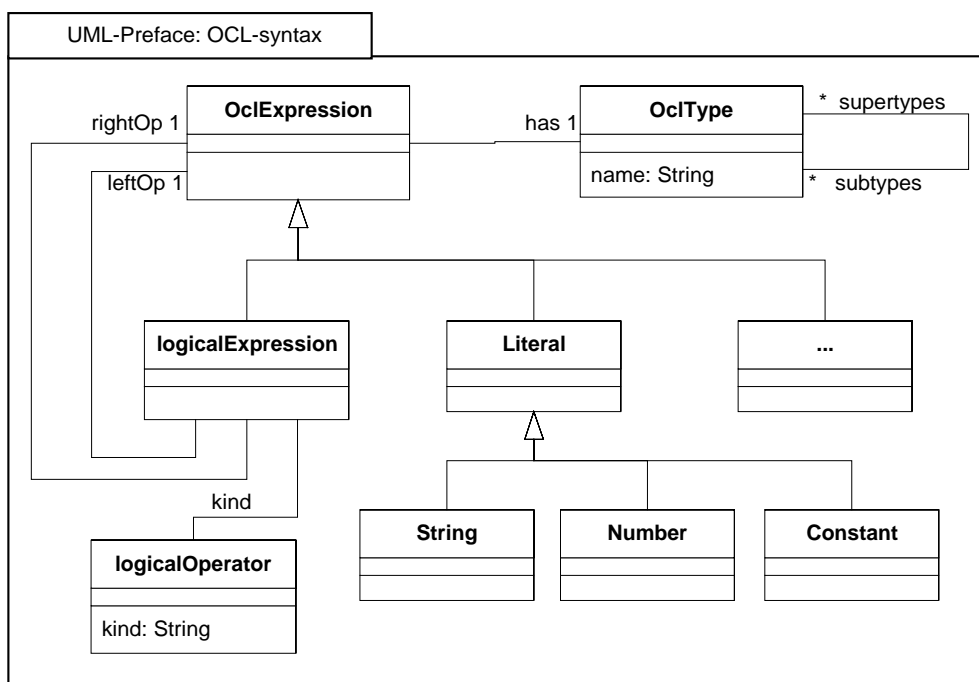 UML-Preface: OCL-syntax
OclExpression
OclType
* supertypes
rightOp 1
has 1
leftOp 1
name: String
* subtypes
logicalExpression
Literal
...
kind
String
Number
Constant
logicalOperator
kind: String